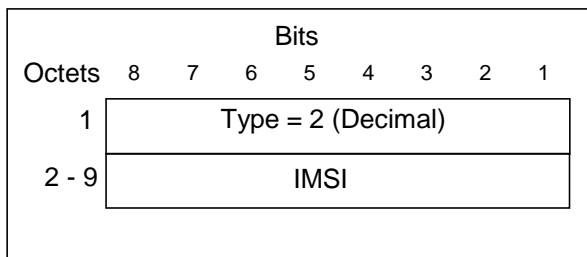 Bits
Octets 8 7 6 5 4 3 2 1
1 Type = 2 (Decimal)
2 - 9 IMSI